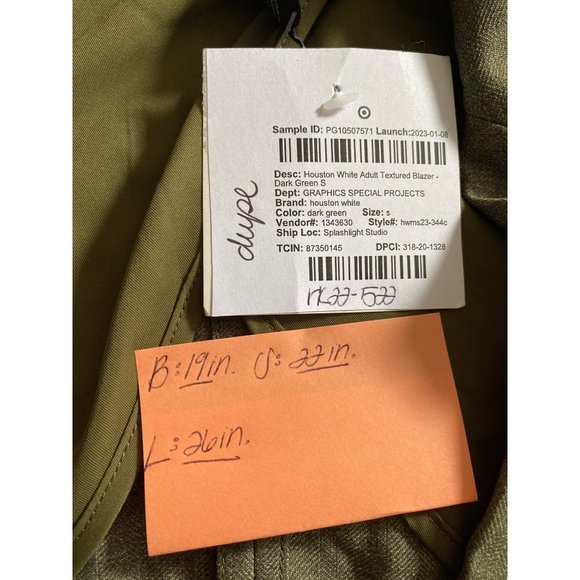 Sample ID: PG10507571 Launch:2023-01-08
Desc: Houston White Adult Textured Blazer -
Dark Green S
Dept: GRAPHICS SPECIAL PROJECTS
Brand: houston white
Color: dark green Size: s
Vendor#: 1343630 Style#: hwms23-344c
Ship Loc: Splashlight Studio
TCIN: 87350145 DPCI: 318-20-1328
dupe
B: 19in. U: 22in.
L: 26in.